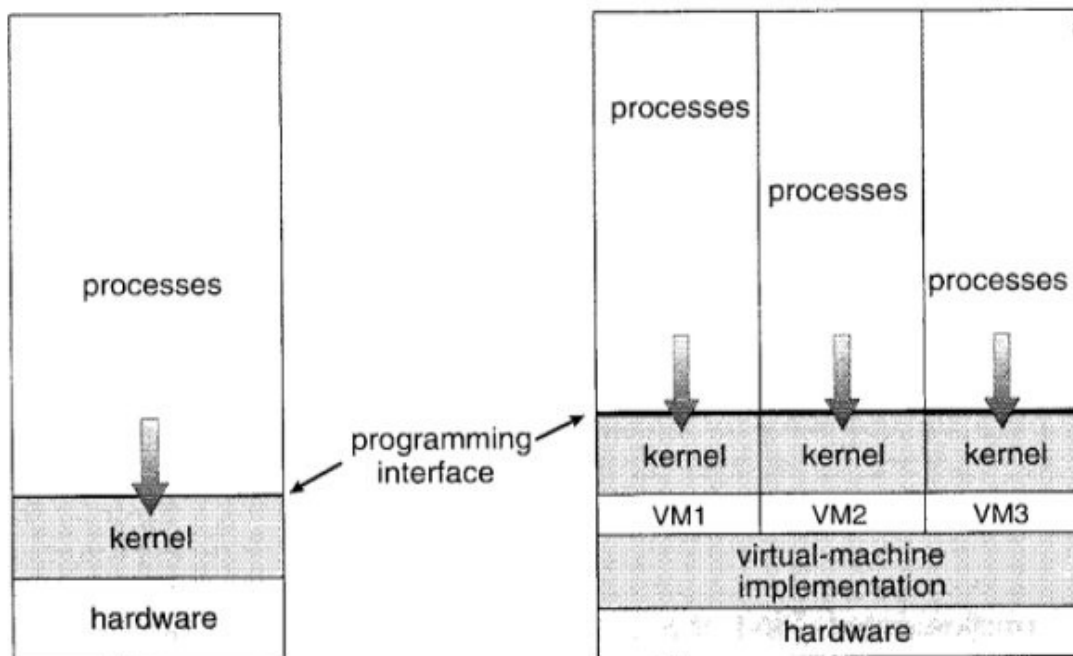 processes
kernel
hardware
programming
interface
processes
processes
processes
kernel
kernel
kernel
VM1
VM2
VM3
virtual-machine
implementation
hardware